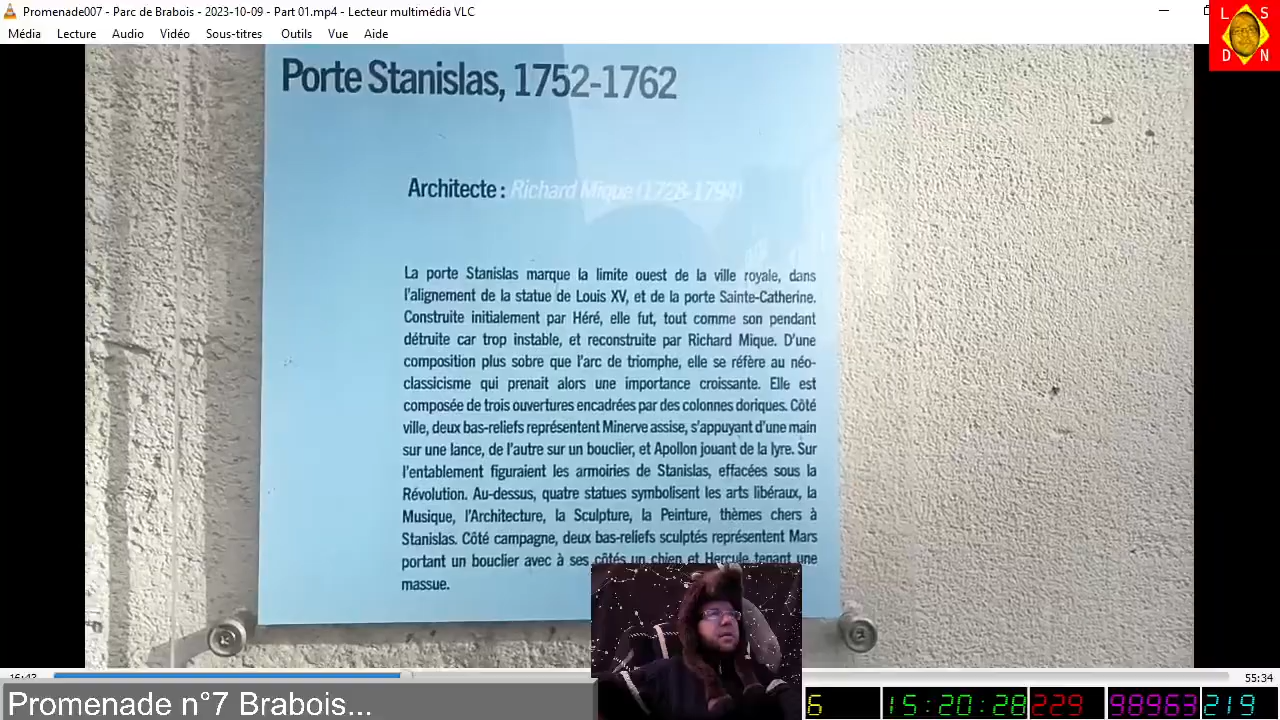 Promenade007 - Parc de Brabois - 2023-10-09 - Part 01.mp4 - Lecteur multimédia VLC
Média Lecture Audio Vidéo Sous-titres Outils Vue Aide
L S
D N
Porte Stanislas, 1752-1762
Architecte : Richard Mique (1728-1794)
La porte Stanislas marque la limite ouest de la ville royale, dans
l'alignement de la statue de Louis XV, et de la porte Sainte-Catherine.
Construite initialement par Héré, elle fut, tout comme son pendant
détruite car trop instable, et reconstruite par Richard Mique. D'une
composition plus sobre que l'arc de triomphe, elle se réfère au néo-
classicisme qui prenait alors une importance croissante. Elle est
composée de trois ouvertures encadrées par des colonnes doriques. Côté
ville, deux bas-reliefs représentent Minerve assise, s'appuyant d'une main
sur une lance, de l'autre sur un bouclier, et Apollon jouant de la lyre. Sur
l'entablement figuraient les armoiries de Stanislas, effacées sous la
Révolution. Au-dessus, quatre statues symbolisent les arts libéraux, la
Musique, l'Architecture, la Sculpture, la Peinture, thèmes chers à
Stanislas. Côté campagne, deux bas-reliefs sculptés représentent Mars
portant un bouclier avec à ses côtés un chien et Hercule tenant une
massue.
16:43 55:34
Promenade n°7 Brabois...
6 15:20:28 229 98963 219